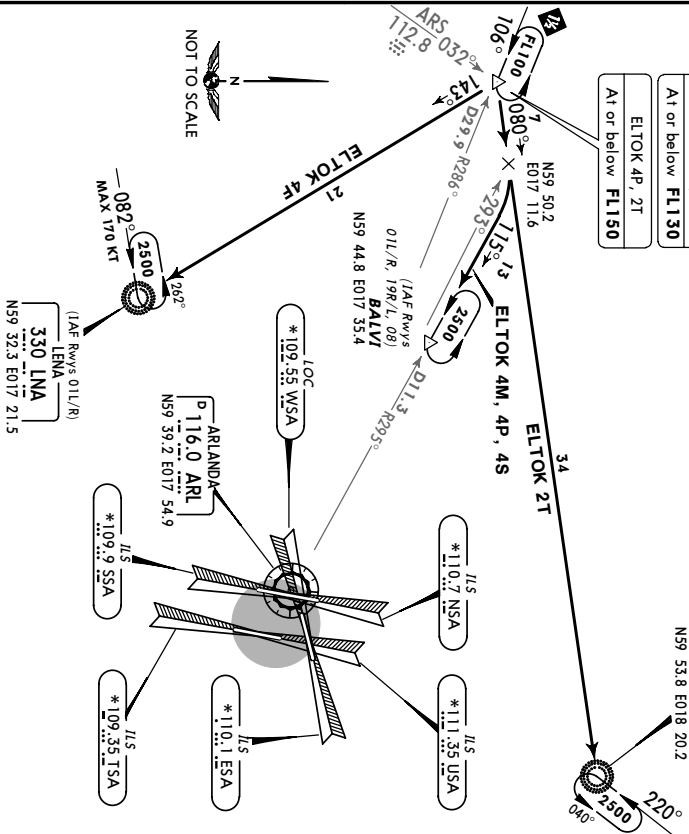 At or below FL130
ELTOK 4P, 2T
At or below FL150
1½
FL100
106°
7
080°
ARS
112.8
032°
143°
N59 50.2
E017 11.6
D29.9 R286°
293°
115°
13
ELTOK 4M, 4P, 4S
34
ELTOK 2T
ELTOK 4F
21
NOT TO SCALE
N
(IAF Rwys
01L/R, 19R/L, 08)
BALVI
N59 44.8 E017 35.4
2500
D11.3 R295°
082°
MAX 170 KT
2500
262°
(IAF Rwys 01L/R)
LENA
330 LNA
N59 32.3 E017 21.5
LOC
*109.55 WSA
ARLANDA
D 116.0 ARL
N59 39.2 E017 54.9
ILS
*109.9 SSA
ILS
*110.7 NSA
ILS
*111.35 USA
ILS
*110.1 ESA
ILS
*109.35 TSA
N59 53.8 E018 20.2
220°
2500
040°